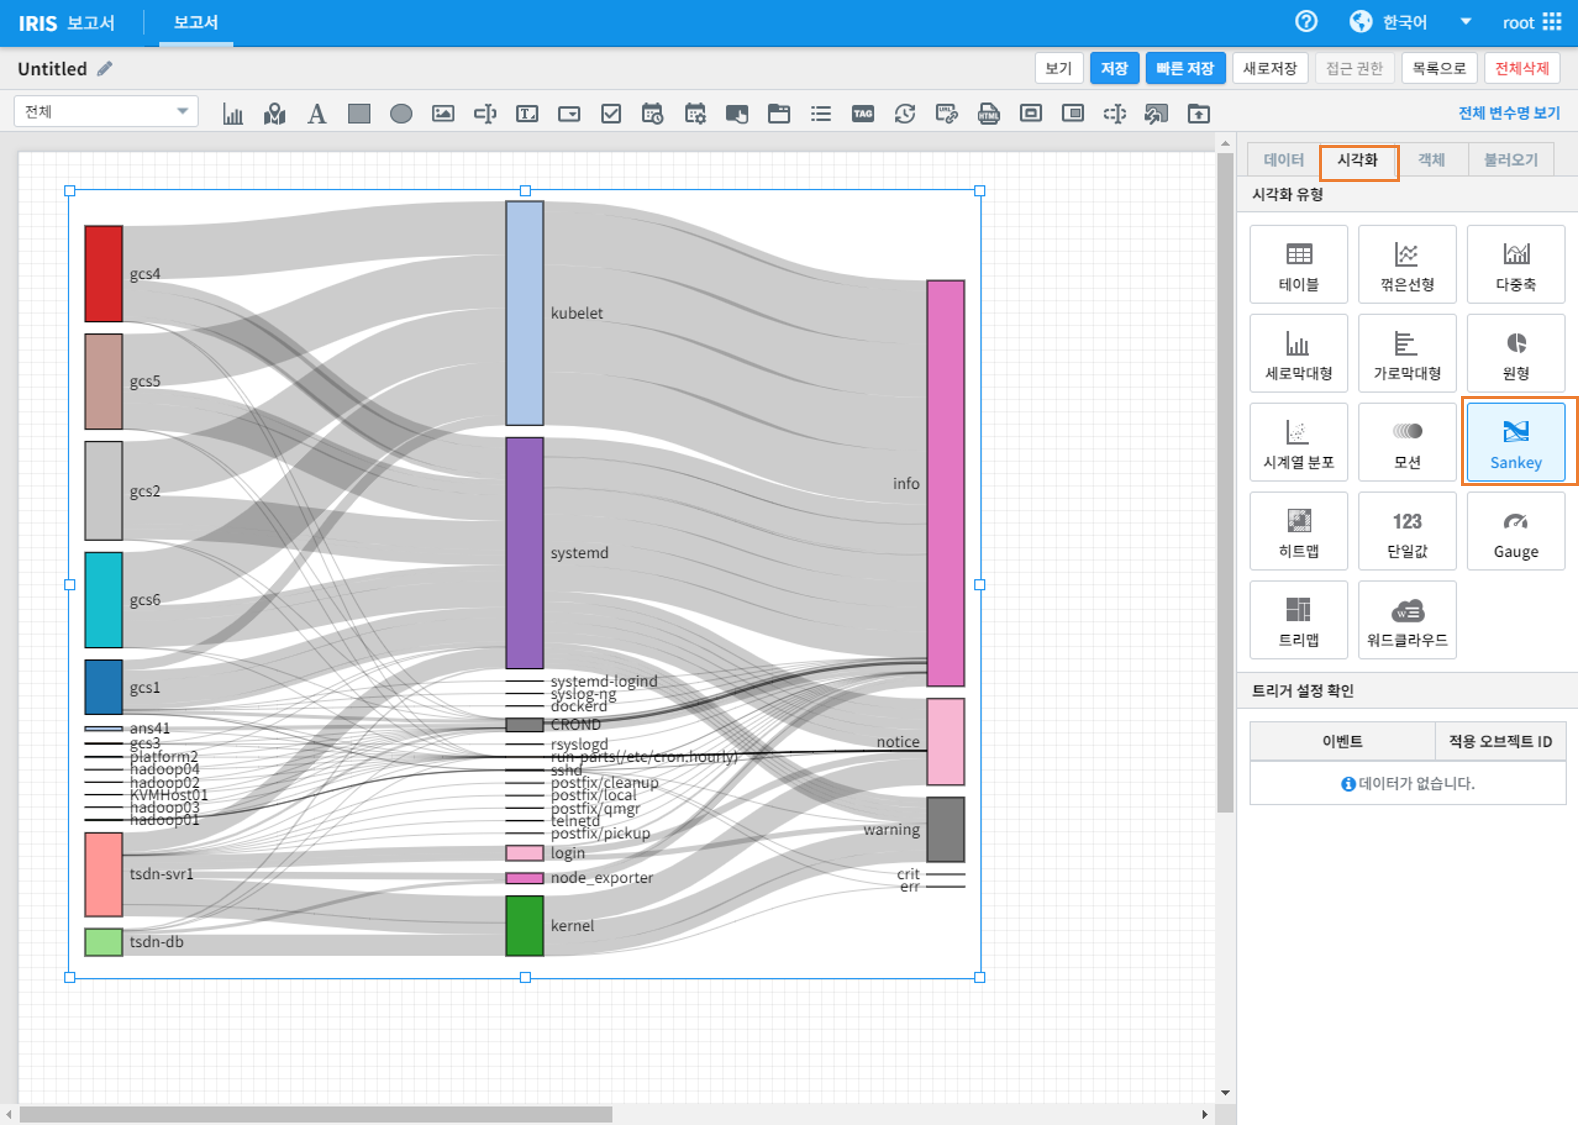 IRIS 보고서
보고서
한국어
root
Untitled
보기
저장
빠른 저장
새로저장
접근 권한
목록으로
전체삭제
전체
A
T
TAG
URL
HTML
전체 변수명 보기
데이터
시각화
객체
불러오기
시각화 유형
테이블
꺾은선형
다중축
세로막대형
가로막대형
원형
시계열 분포
모션
Sankey
히트맵
123
단일값
Gauge
트리맵
W
워드클라우드
트리거 설정 확인
이벤트
적용 오브젝트 ID
데이터가 없습니다.
gcs4
gcs5
gcs2
gcs6
gcs1
ans41
gcs3
platform2
hadoop04
hadoop02
KVMHost01
hadoop03
hadoop01
tsdn-svr1
tsdn-db
kubelet
systemd
systemd-logind
syslog-ng
dockerd
CROND
rsyslogd
run-parts(/etc/cron.hourly)
sshd
postfix/cleanup
postfix/local
postfix/qmgr
telnetd
postfix/pickup
login
node_exporter
kernel
info
notice
warning
crit
err